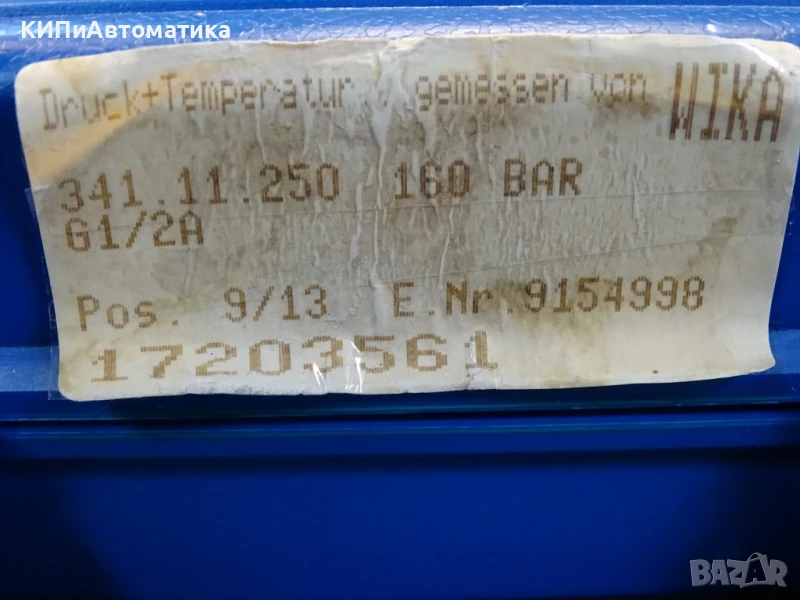 КИПиАвтоматика
Druck+Temperatur gemessen von WIKA
341.11.250 160 BAR
G1/2A
Pos. 9/13 E.Nr.9154998
17203561
BAZAR